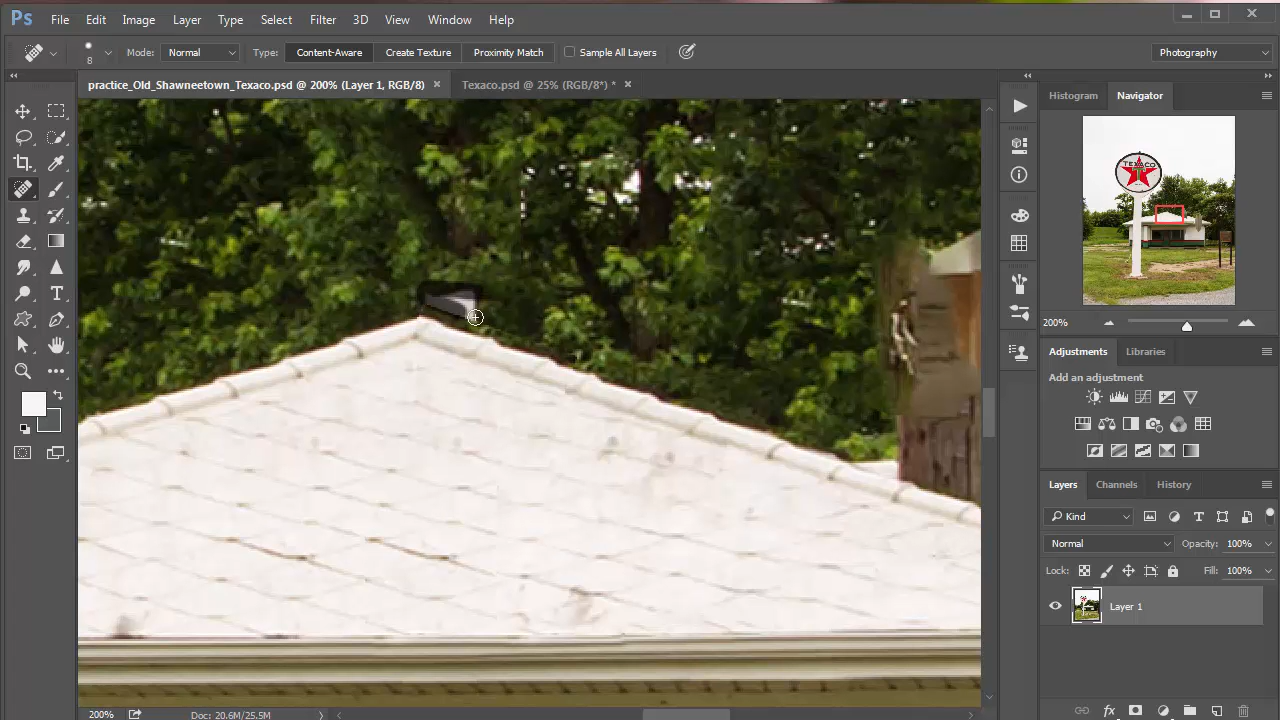 Ps File Edit Image Layer Type Select Filter 3D View Window Help
8 Mode: Normal Type: Content-Aware Create Texture Proximity Match Sample All Layers Photography
practice_Old_Shawneetown_Texaco.psd @ 200% (Layer 1, RGB/8) × Texaco.psd @ 25% (RGB/8*) * ×
Histogram Navigator
TEXACO
200%
Adjustments Libraries
Add an adjustment
Layers Channels History
Kind
Normal Opacity: 100%
Lock: Fill: 100%
Layer 1
fx
200% Doc: 20.6M/25.5M